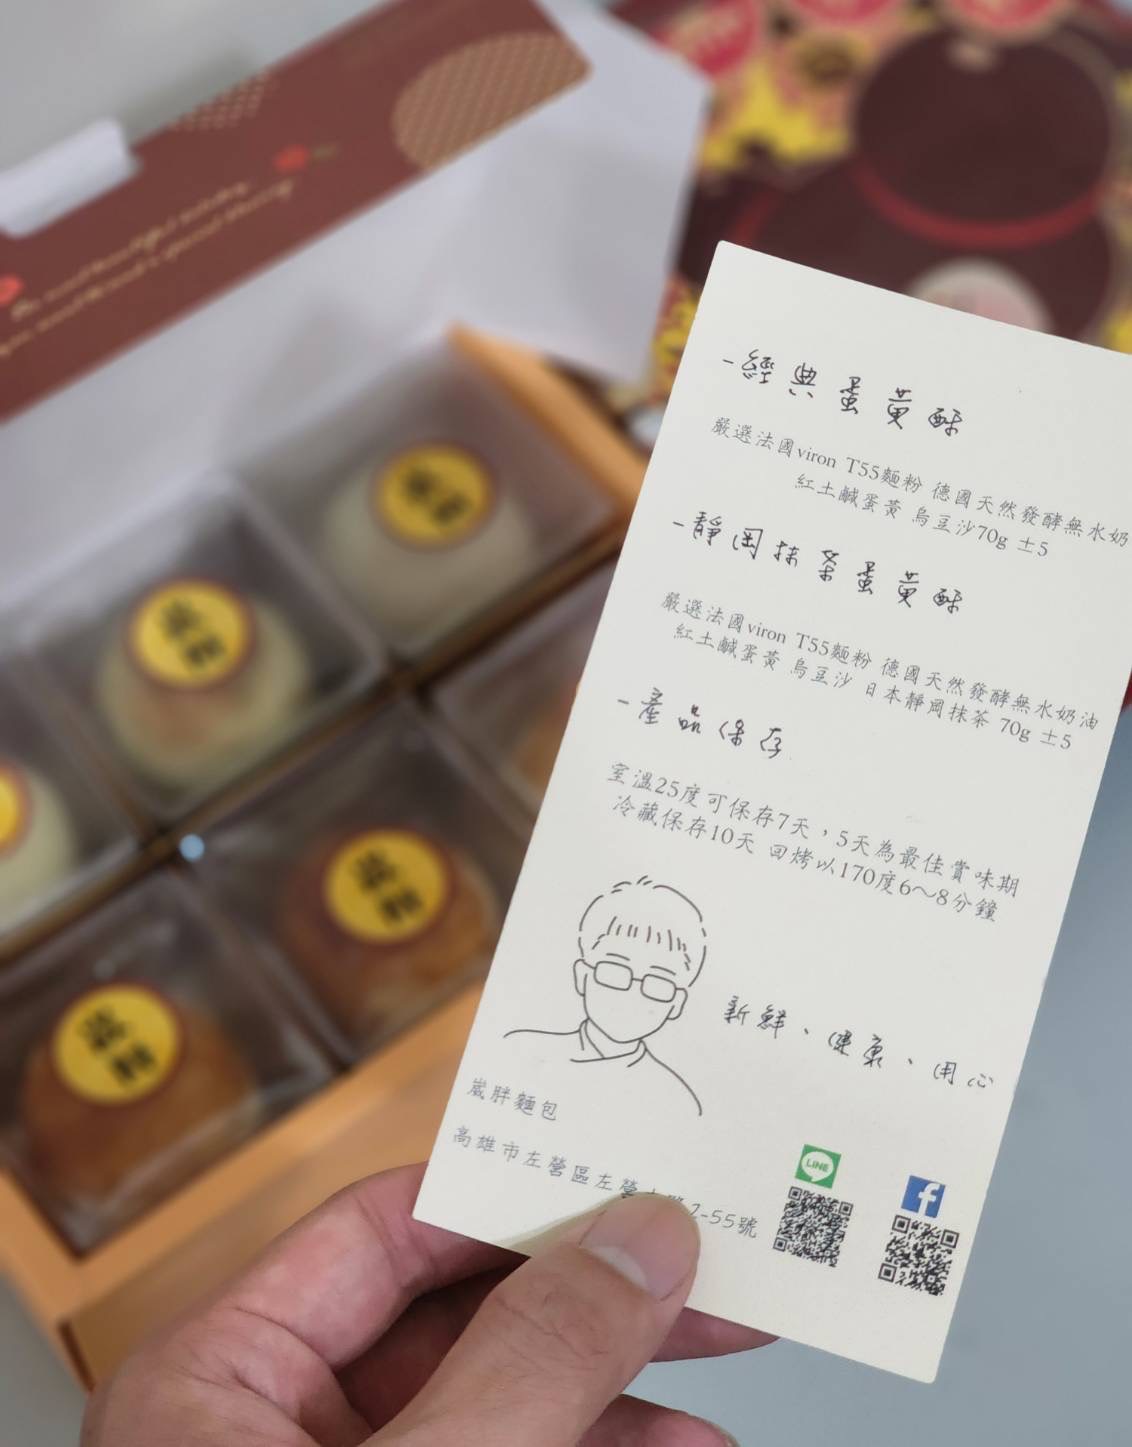 -經典蛋黃酥
嚴選法國viron T55麵粉 德國天然發酵無水奶
紅土鹹蛋黃 烏豆沙70g ±5
-靜岡抹茶蛋黃酥
嚴選法國viron T55麵粉 德國天然發酵無水奶油
紅土鹹蛋黃 烏豆沙 日本靜岡抹茶 70g ±5
-產品保存
室溫25度可保存7天，5天為最佳賞味期
冷藏保存10天 回烤以170度6～8分鐘
新鮮、健康、用心
崴胖麵包
高雄市左營區左營 2-55號
LINE